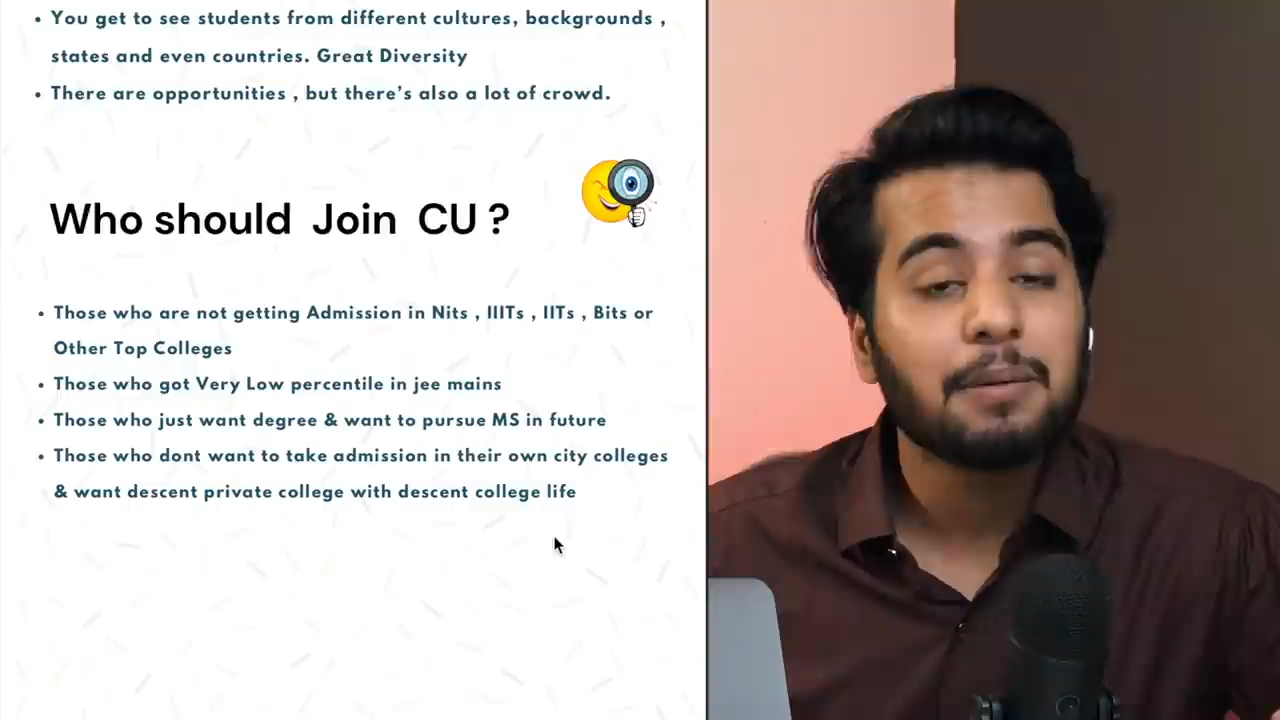 • You get to see students from different cultures, backgrounds ,
states and even countries. Great Diversity
• There are opportunities , but there's also a lot of crowd.
Who should Join CU ?
• Those who are not getting Admission in Nits , IIITs , IITs , Bits or
Other Top Colleges
• Those who got Very Low percentile in jee mains
• Those who just want degree & want to pursue MS in future
• Those who dont want to take admission in their own city colleges
& want descent private college with descent college life